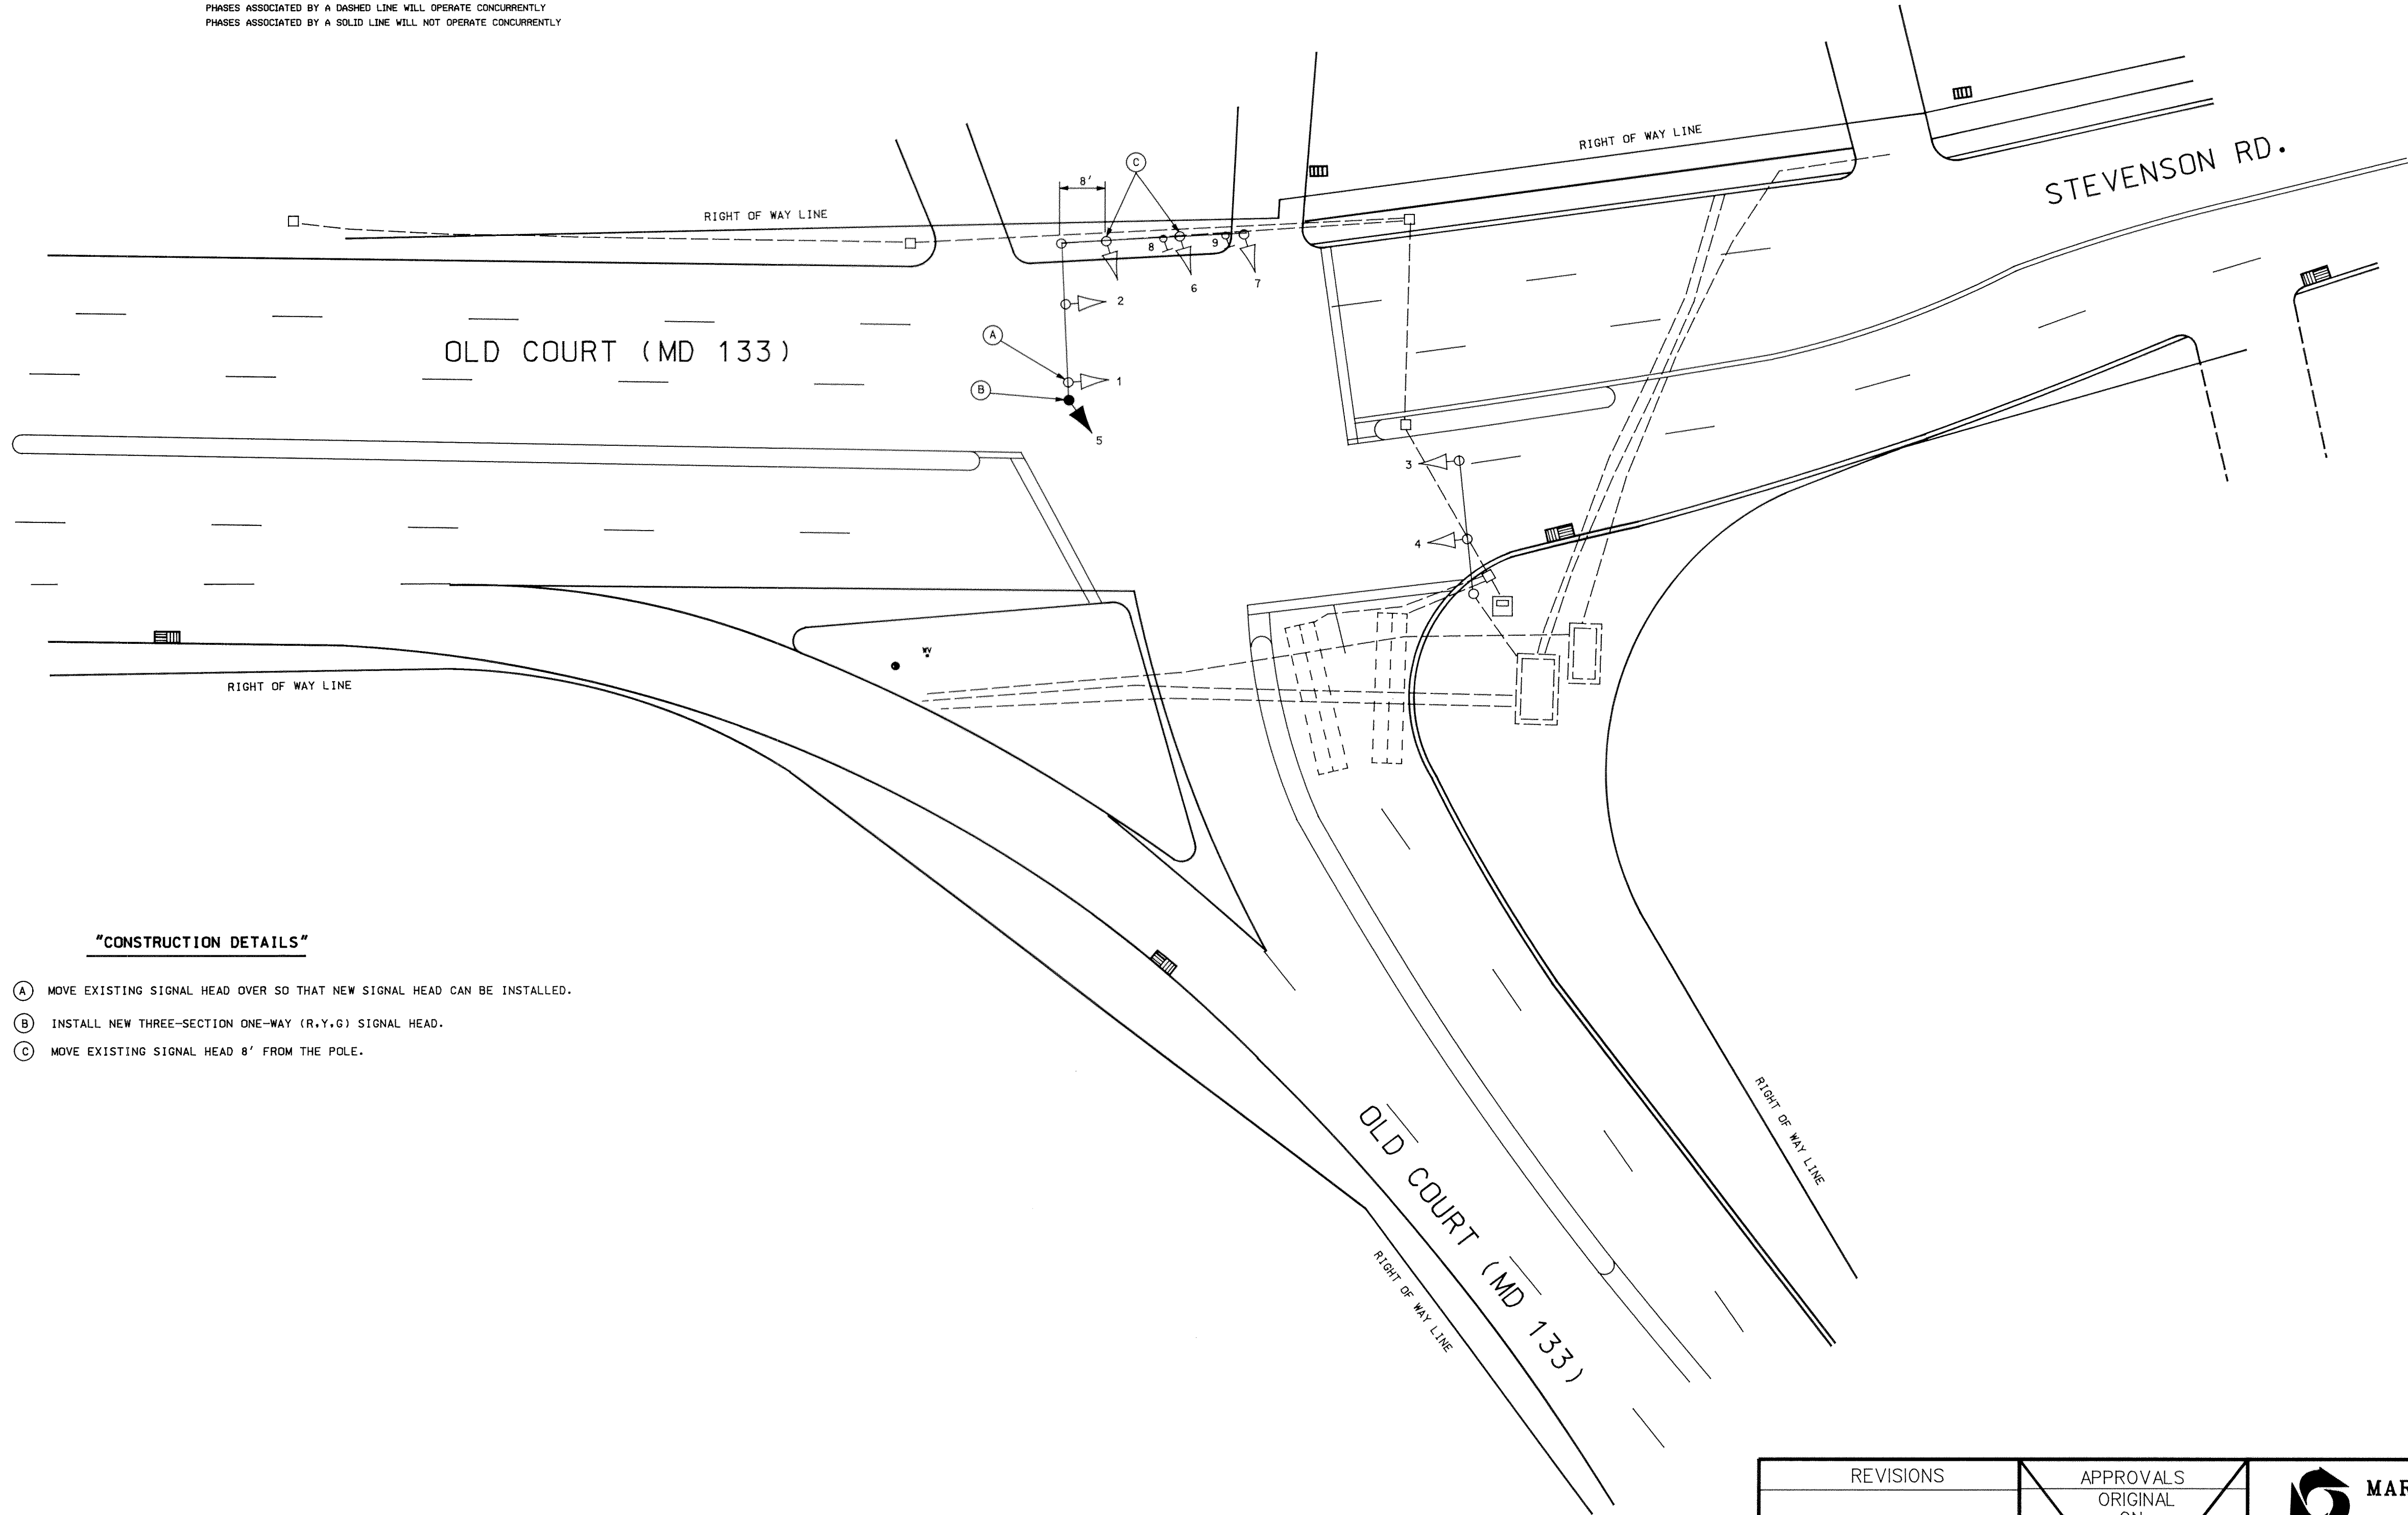 PHASES ASSOCIATED BY A DASHED LINE WILL OPERATE CONCURRENTLY
PHASES ASSOCIATED BY A SOLID LINE WILL NOT OPERATE CONCURRENTLY
RIGHT OF WAY LINE
STEVENSON RD.
C
8'
RIGHT OF WAY LINE
8
9
6
7
2
A
OLD COURT (MD 133)
1
B
5
3
4
WV
RIGHT OF WAY LINE
"CONSTRUCTION DETAILS"
A MOVE EXISTING SIGNAL HEAD OVER SO THAT NEW SIGNAL HEAD CAN BE INSTALLED.
B INSTALL NEW THREE-SECTION ONE-WAY (R,Y,G) SIGNAL HEAD.
C MOVE EXISTING SIGNAL HEAD 8' FROM THE POLE.
RIGHT OF WAY LINE
OLD COURT (MD 133)
RIGHT OF WAY LINE
REVISIONS
APPROVALS
ORIGINAL
MAR